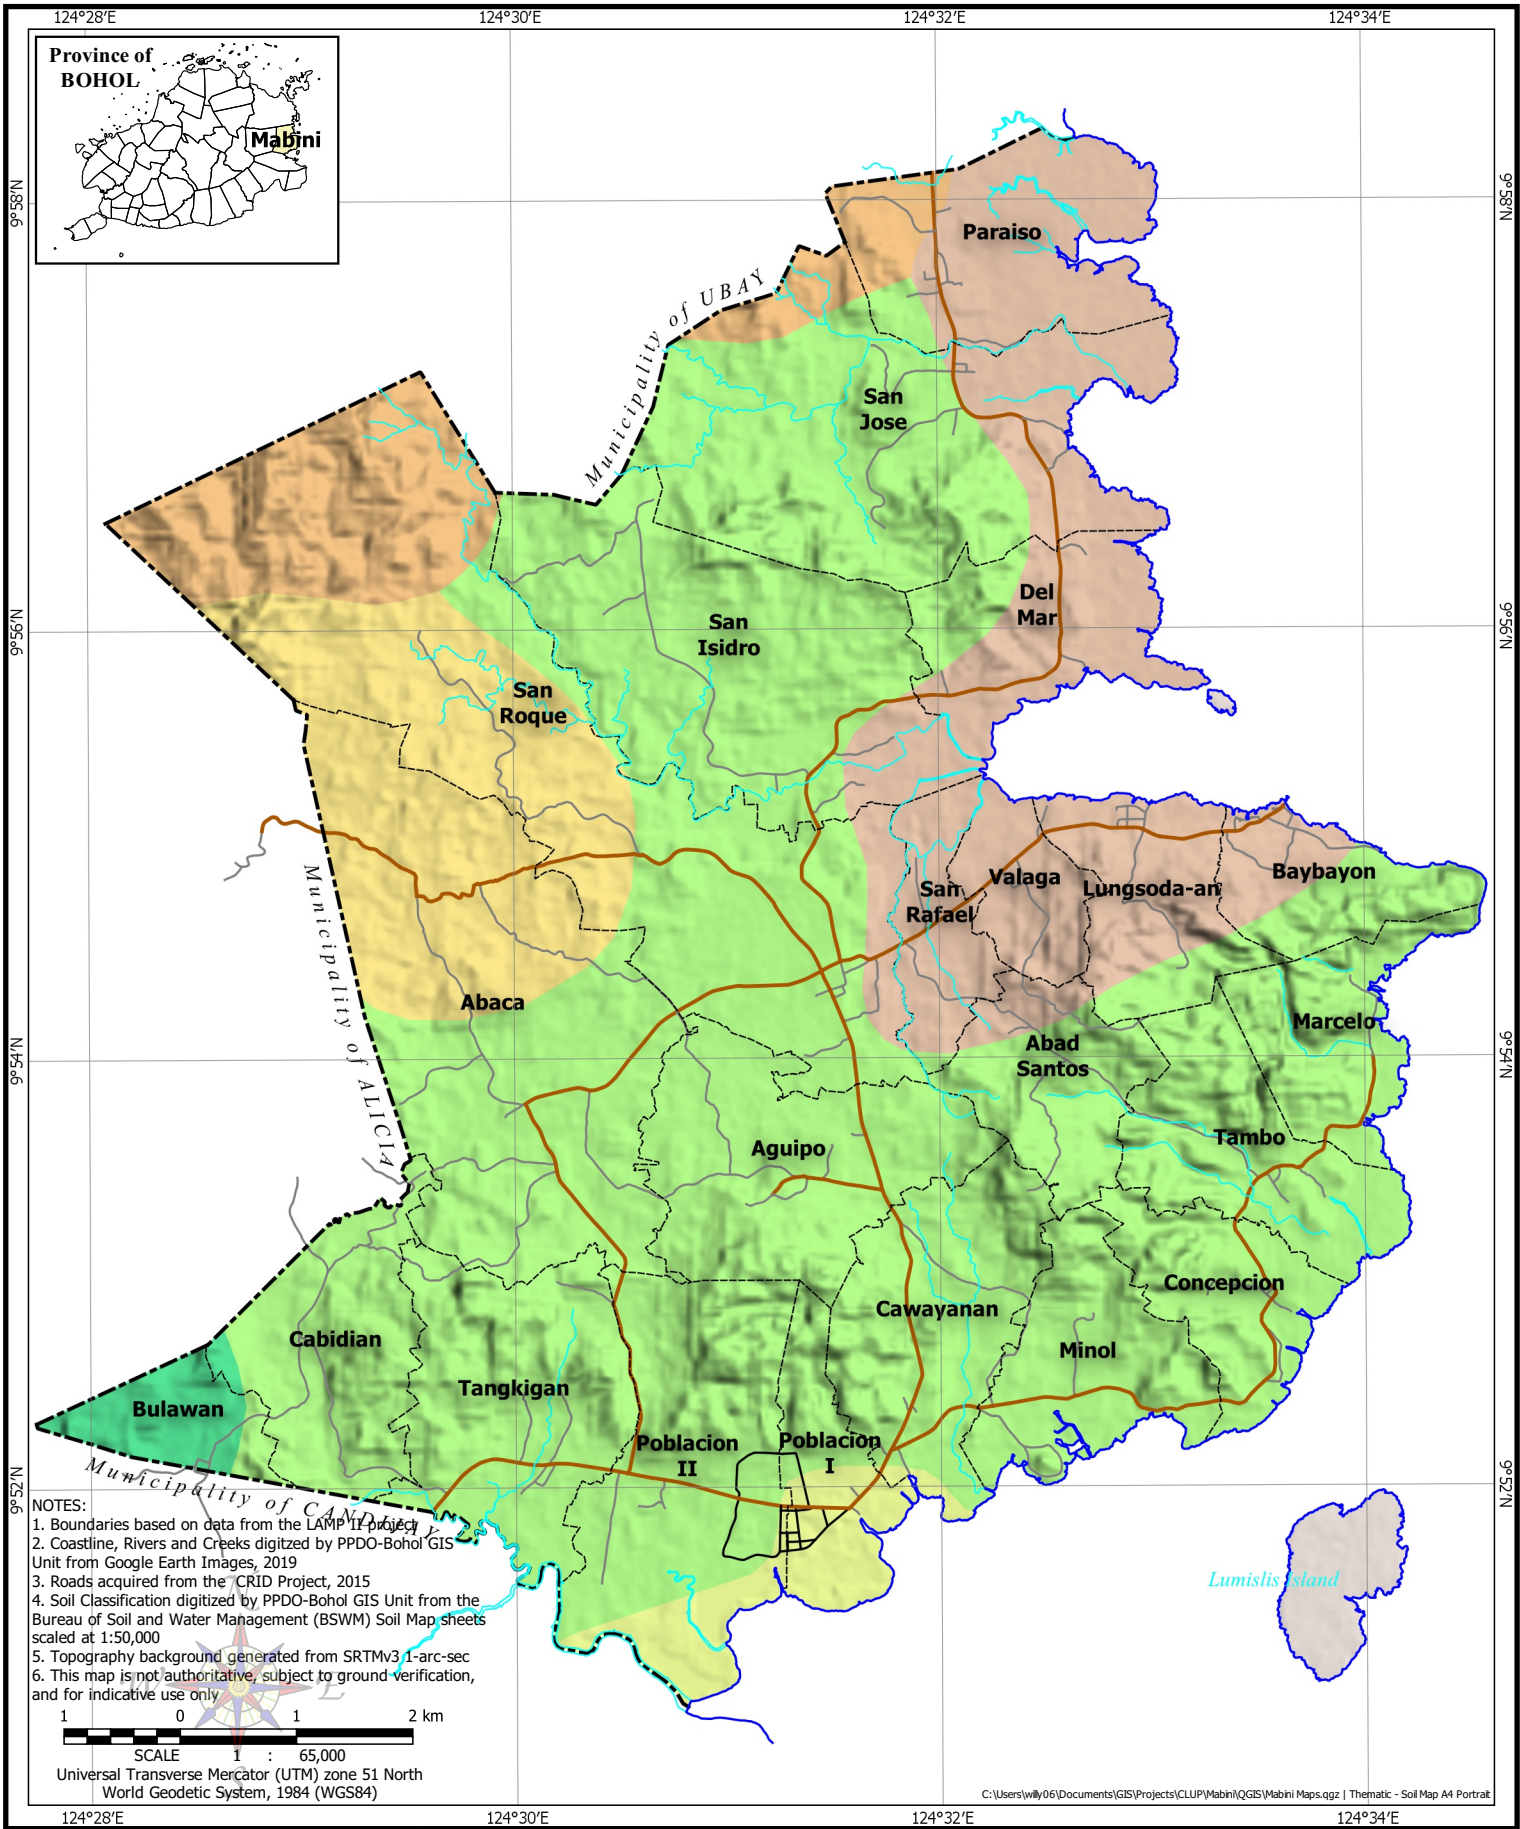 124°28′E 124°30′E 124°32′E 124°34′E
Province of
BOHOL
Mabini
9°58′N
9°58′N
Paraiso
Municipality of UBAY
San
Jose
Del
Mar
San
Isidro
9°56′N
9°56′N
San
Roque
Baybayon
Valaga
Lungsoda-an
San
Rafael
Municipality of ALICIA
Abaca
Marcelo
Abad
Santos
9°54′N
9°54′N
Tambo
Aguipo
Concepcion
Cawayanan
Cabidian
Minol
Tangkigan
Bulawan
Poblacion
II
Poblacion
I
Municipality of CANDIJAY
9°52′N
9°52′N
Lumislis Island
NOTES:
1. Boundaries based on data from the LAMP II project
2. Coastline, Rivers and Creeks digitzed by PPDO-Bohol GIS
Unit from Google Earth Images, 2019
3. Roads acquired from the CRID Project, 2015
4. Soil Classification digitized by PPDO-Bohol GIS Unit from the
Bureau of Soil and Water Management (BSWM) Soil Map sheets
scaled at 1:50,000
5. Topography background generated from SRTMv3 1-arc-sec
6. This map is not authoritative, subject to ground verification,
and for indicative use only
N
W E
S
1 0 1 2 km
SCALE 1 : 65,000
Universal Transverse Mercator (UTM) zone 51 North
World Geodetic System, 1984 (WGS84)
C:\Users\willy06\Documents\GIS\Projects\CLUP\Mabini\QGIS\Mabini Maps.qgz | Thematic - Soil Map A4 Portrait
124°28′E 124°30′E 124°32′E 124°34′E